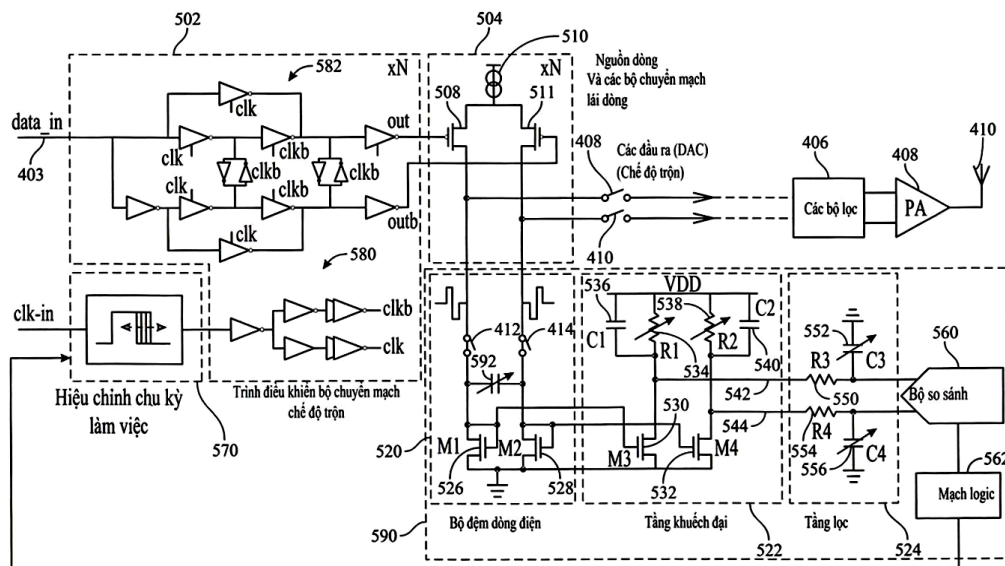 502
504
510
582
xN
508
511
xN
Nguồn dòng
Và các bộ chuyển mạch
lái dòng
clk
data_in
out
403
clk
clkb
clkb
clkb
clk
clkb
outb
clk
580
408
Các đầu ra (DAC)
(Chế độ trộn)
410
406
Các bộ lọc
408
PA
410
clk-in
clkb
clk
Hiệu chỉnh chu kỳ
làm việc
570
Trình điều khiển bộ chuyển mạch
chế độ trộn
412
414
592
520
M1
M2
526
528
Bộ đệm dòng điện
590
VDD
536
538
C2
C1
R1
R2
534
540
530
542
544
M3
M4
532
Tầng khuếch đại
522
552
C3
R3
550
R4
554
556
C4
Tầng lọc
524
560
Bộ so sánh
562
Mạch logic